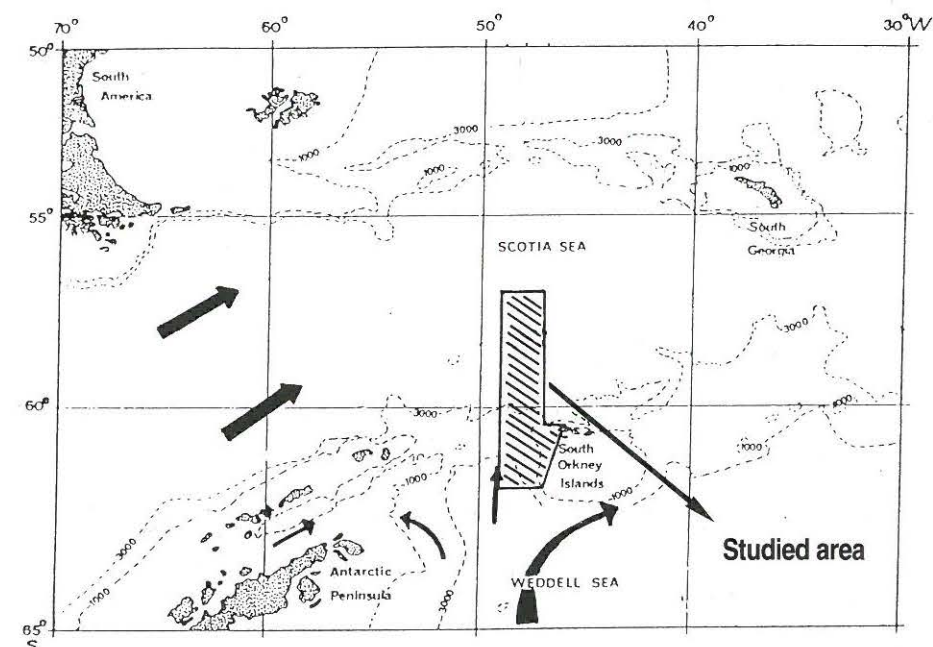 70° 60° 50° 40° 30°W
50°
South
America
3000
3000
1000
1000
1000
55°
South
Georgia
SCOTIA SEA
3000
60°
3000
1000
1000
South
Orkney
Islands
1000
1000
3000
Studied area
Antarctic
Peninsula
WEDDELL SEA
1000
3000
65°
S